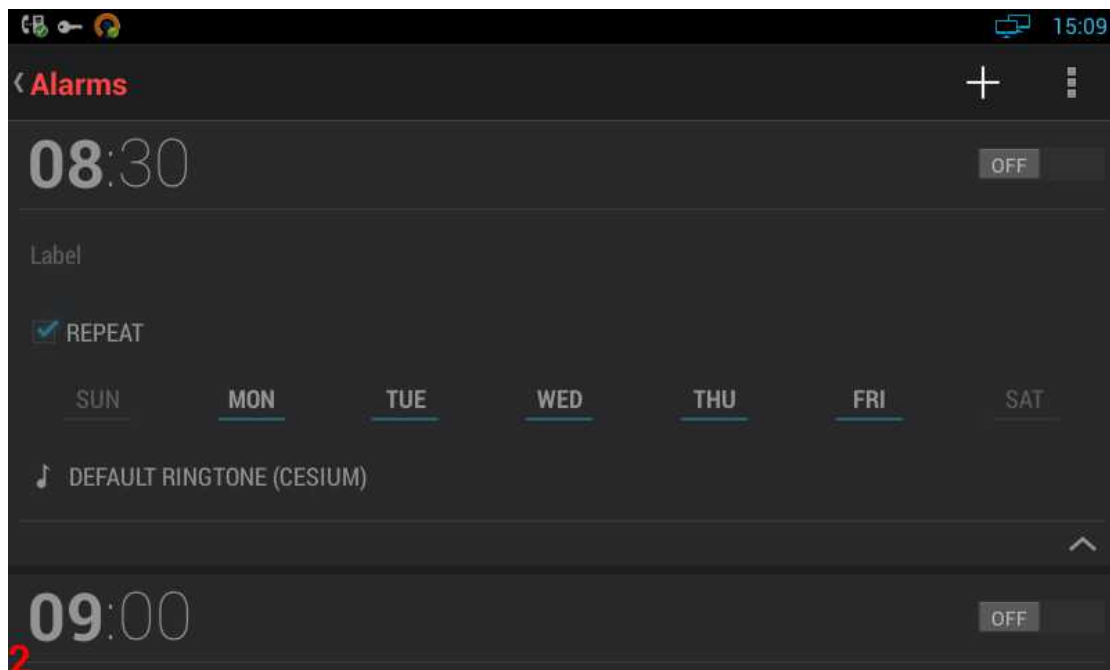 15:09
Alarms
08:30
OFF
Label
REPEAT
SUN MON TUE WED THU FRI SAT
DEFAULT RINGTONE (CESIUM)
09:00
OFF
2